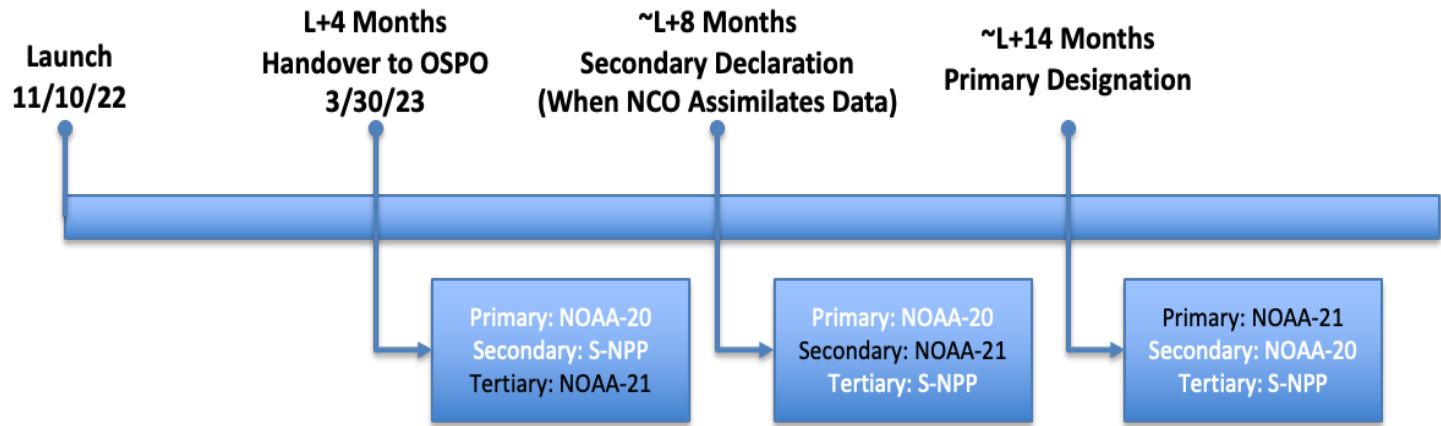 Launch
11/10/22
L+4 Months
Handover to OSPO
3/30/23
~L+8 Months
Secondary Declaration
(When NCO Assimilates Data)
~L+14 Months
Primary Designation
Primary: NOAA-20
Secondary: S-NPP
Tertiary: NOAA-21
Primary: NOAA-20
Secondary: NOAA-21
Tertiary: S-NPP
Primary: NOAA-21
Secondary: NOAA-20
Tertiary: S-NPP